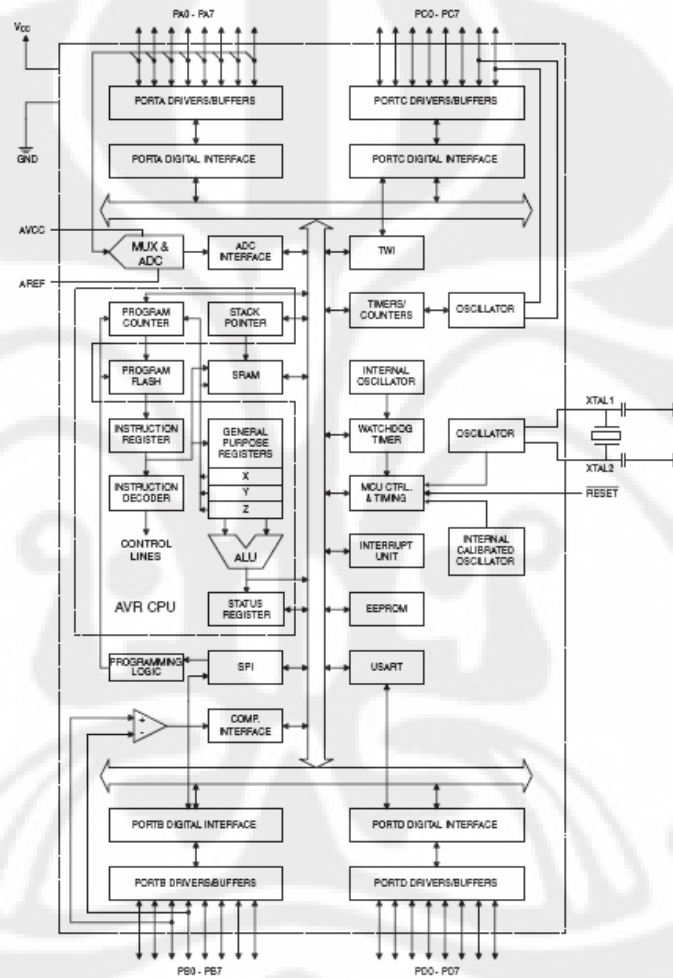 PA0 - PA7
PC0 - PC7
VCC
PORTA DRIVERS/BUFFERS
PORTC DRIVERS/BUFFERS
GND
PORTA DIGITAL INTERFACE
PORTC DIGITAL INTERFACE
AVCC
MUX &
ADC
ADC
INTERFACE
TWI
AREF
PROGRAM
COUNTER
STACK
POINTER
TIMERS/
COUNTERS
OSCILLATOR
PROGRAM
FLASH
SRAM
INTERNAL
OSCILLATOR
XTAL1
INSTRUCTION
REGISTER
GENERAL
PURPOSE
REGISTERS
WATCHDOG
TIMER
OSCILLATOR
XTAL2
X
INSTRUCTION
DECODER
Y
MCU CTRL.
& TIMING
RESET
Z
CONTROL
LINES
ALU
INTERRUPT
UNIT
INTERNAL
CALIBRATED
OSCILLATOR
AVR CPU
STATUS
REGISTER
EEPROM
PROGRAMMING
LOGIC
SPI
USART
+
-
COMP.
INTERFACE
PORTB DIGITAL INTERFACE
PORTD DIGITAL INTERFACE
PORTB DRIVERS/BUFFERS
PORTD DRIVERS/BUFFERS
PB0 - PB7
PD0 - PD7